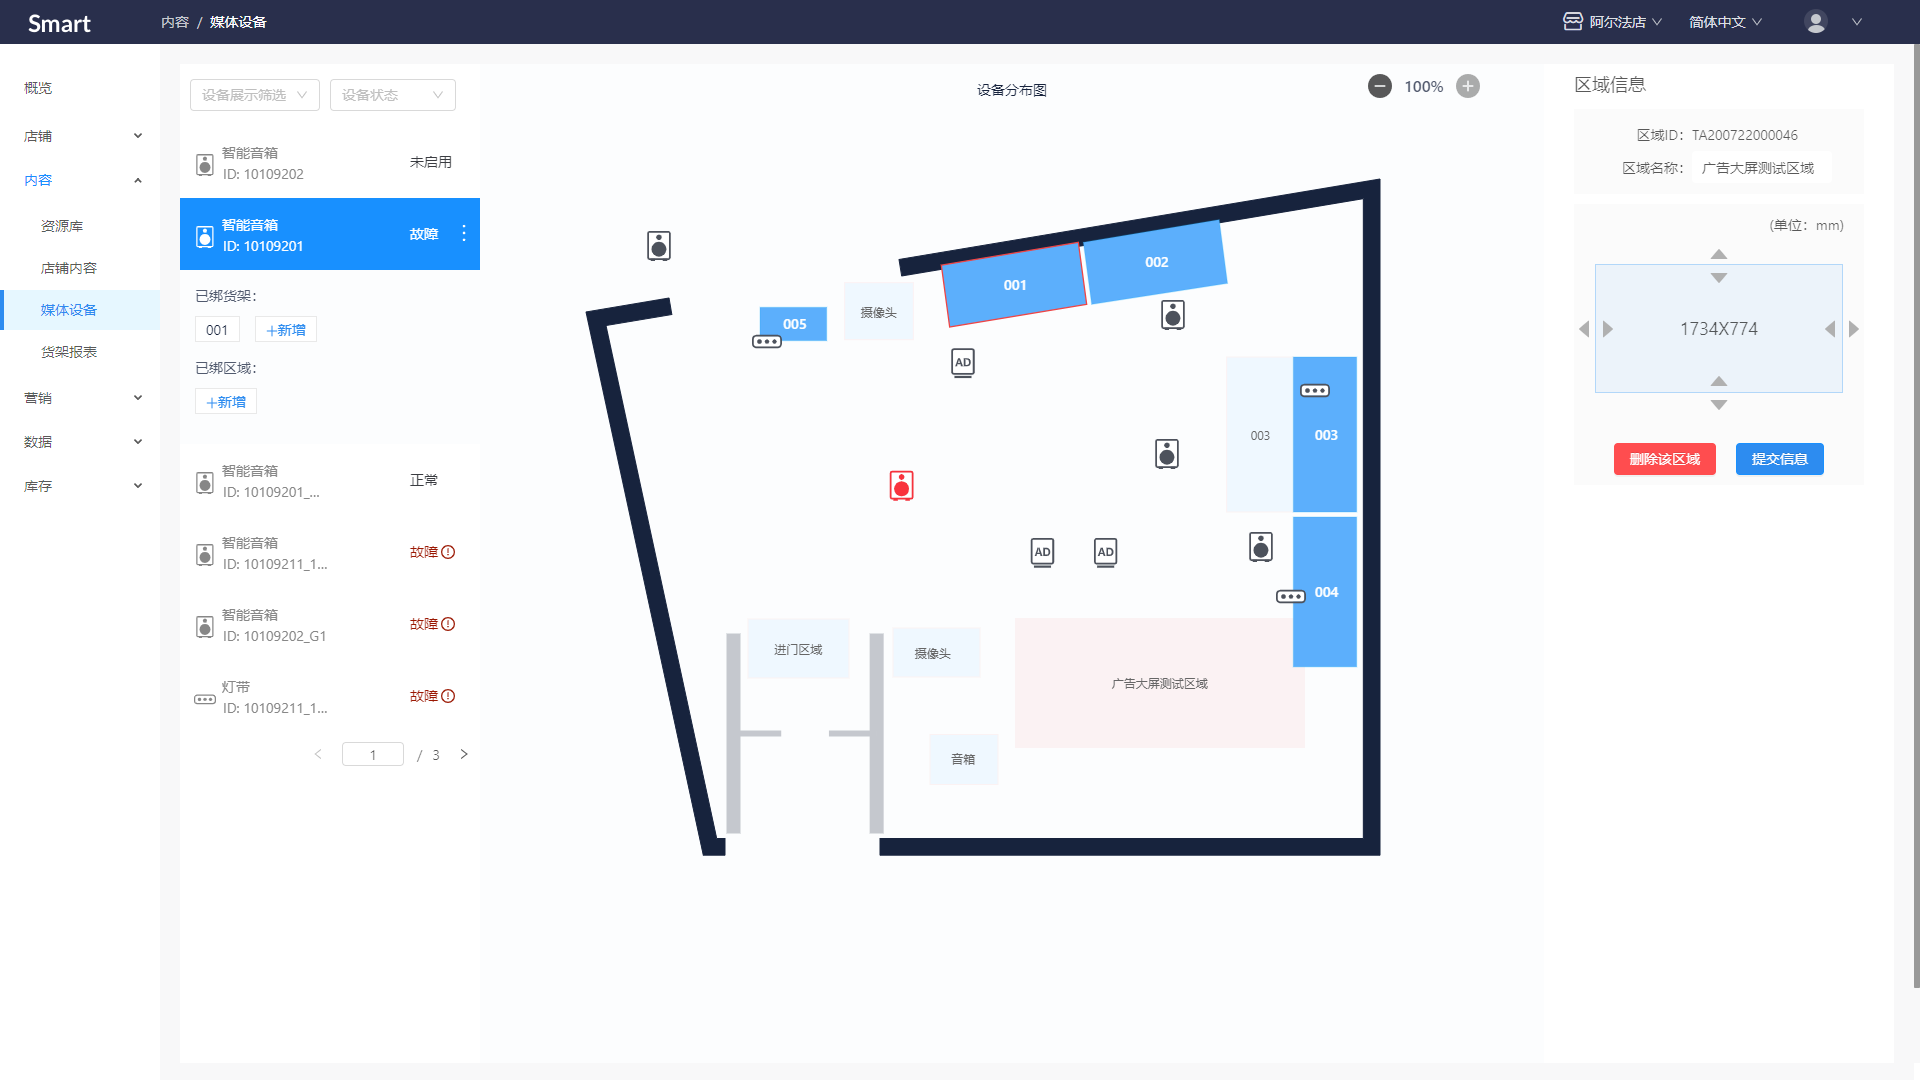 Smart
内容 / 媒体设备
阿尔法店
简体中文
概览
店铺
内容
资源库
店铺内容
媒体设备
货架报表
营销
数据
库存
设备展示筛选
设备状态
智能音箱
ID: 10109202
未启用
智能音箱
ID: 10109201
故障
已绑货架：
001
+新增
已绑区域：
+新增
智能音箱
ID: 10109201_...
正常
智能音箱
ID: 10109211_1...
故障
智能音箱
ID: 10109202_G1
故障
灯带
ID: 10109211_1...
故障
1 / 3
设备分布图
100%
001
002
005
摄像头
AD
003
003
AD
AD
004
进门区域
摄像头
广告大屏测试区域
音箱
区域信息
区域ID：TA200722000046
区域名称：广告大屏测试区域
(单位：mm)
1734X774
删除该区域
提交信息